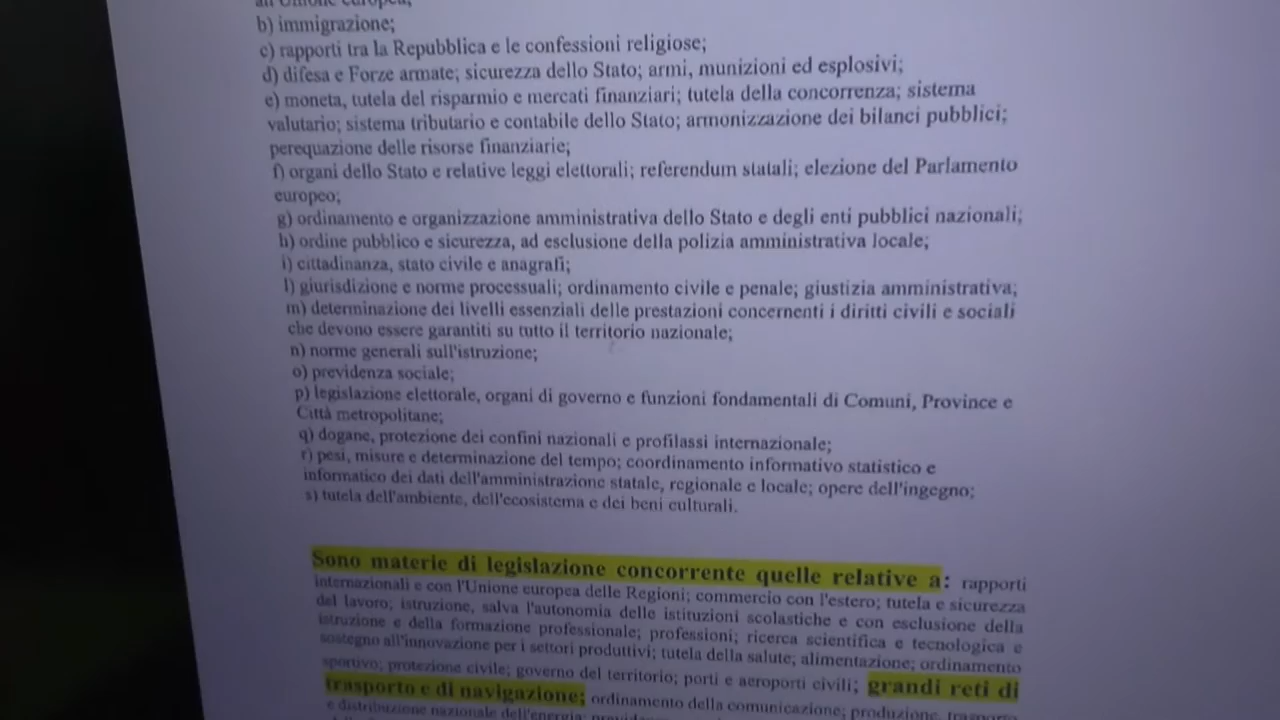 all'Unione europea;
b) immigrazione;
c) rapporti tra la Repubblica e le confessioni religiose;
d) difesa e Forze armate; sicurezza dello Stato; armi, munizioni ed esplosivi;
e) moneta, tutela del risparmio e mercati finanziari; tutela della concorrenza; sistema
valutario; sistema tributario e contabile dello Stato; armonizzazione dei bilanci pubblici;
perequazione delle risorse finanziarie;
f) organi dello Stato e relative leggi elettorali; referendum statali; elezione del Parlamento
europeo;
g) ordinamento e organizzazione amministrativa dello Stato e degli enti pubblici nazionali;
h) ordine pubblico e sicurezza, ad esclusione della polizia amministrativa locale;
i) cittadinanza, stato civile e anagrafi;
l) giurisdizione e norme processuali; ordinamento civile e penale; giustizia amministrativa;
m) determinazione dei livelli essenziali delle prestazioni concernenti i diritti civili e sociali
che devono essere garantiti su tutto il territorio nazionale;
n) norme generali sull'istruzione;
o) previdenza sociale;
p) legislazione elettorale, organi di governo e funzioni fondamentali di Comuni, Province e
Città metropolitane;
q) dogane, protezione dei confini nazionali e profilassi internazionale;
r) pesi, misure e determinazione del tempo; coordinamento informativo statistico e
informatico dei dati dell'amministrazione statale, regionale e locale; opere dell'ingegno;
s) tutela dell'ambiente, dell'ecosistema e dei beni culturali.
Sono materie di legislazione concorrente quelle relative a: rapporti
internazionali e con l'Unione europea delle Regioni; commercio con l'estero; tutela e sicurezza
del lavoro; istruzione, salva l'autonomia delle istituzioni scolastiche e con esclusione della
istruzione e della formazione professionale; professioni; ricerca scientifica e tecnologica e
sostegno all'innovazione per i settori produttivi; tutela della salute; alimentazione; ordinamento
sportivo; protezione civile; governo del territorio; porti e aeroporti civili; grandi reti di
trasporto e di navigazione; ordinamento della comunicazione; produzione, trasporto
e distribuzione nazionale dell'energia;